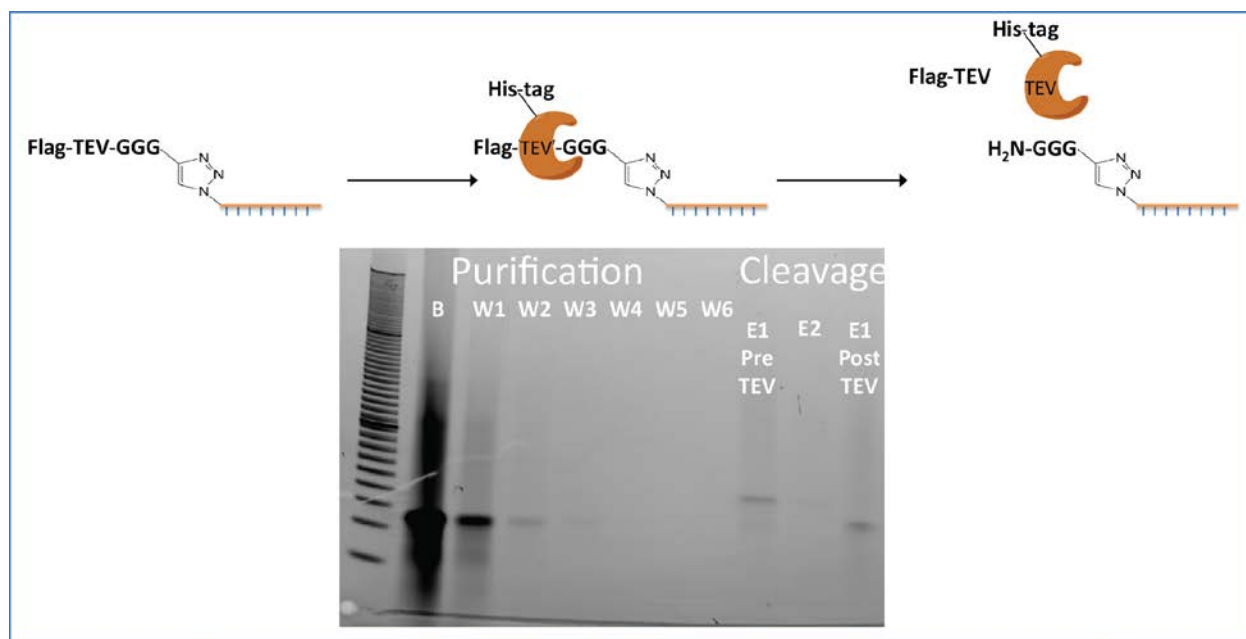 His-tag
Flag-TEV
TEV
H₂N-GGG
N
N
N
His-tag
Flag-TEV-GGG
N
N
N
Flag-TEV-GGG
N
N
N
Purification
Cleavage
B W1 W2 W3 W4 W5 W6
E1 E2 E1
Pre Post
TEV TEV